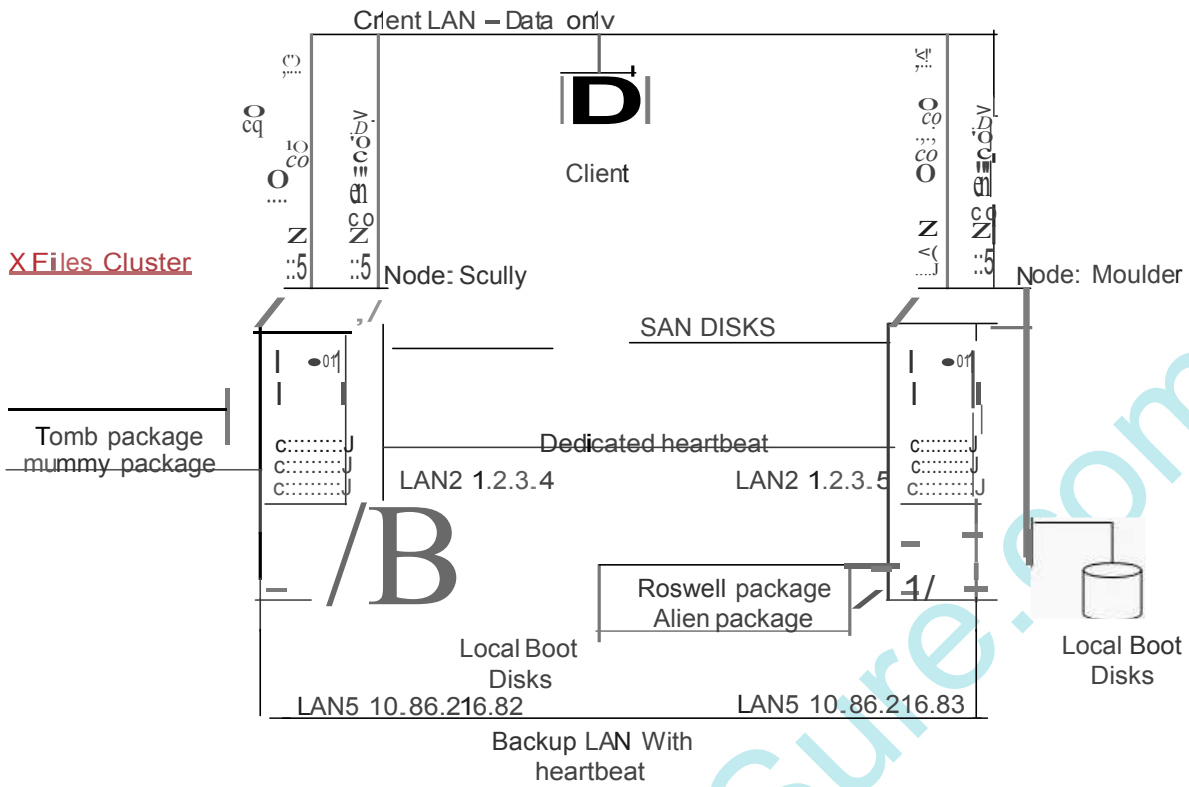 Client LAN – Data only
Client
X Files Cluster
Node: Scully
Node: Moulder
SAN DISKS
Tomb package
mummy package
Dedicated heartbeat
LAN2 1.2.3.4
LAN2 1.2.3.5
Roswell package
Alien package
Local Boot
Disks
Local Boot
Disks
LAN5 10.86.216.82
LAN5 10.86.216.83
Backup LAN With
heartbeat